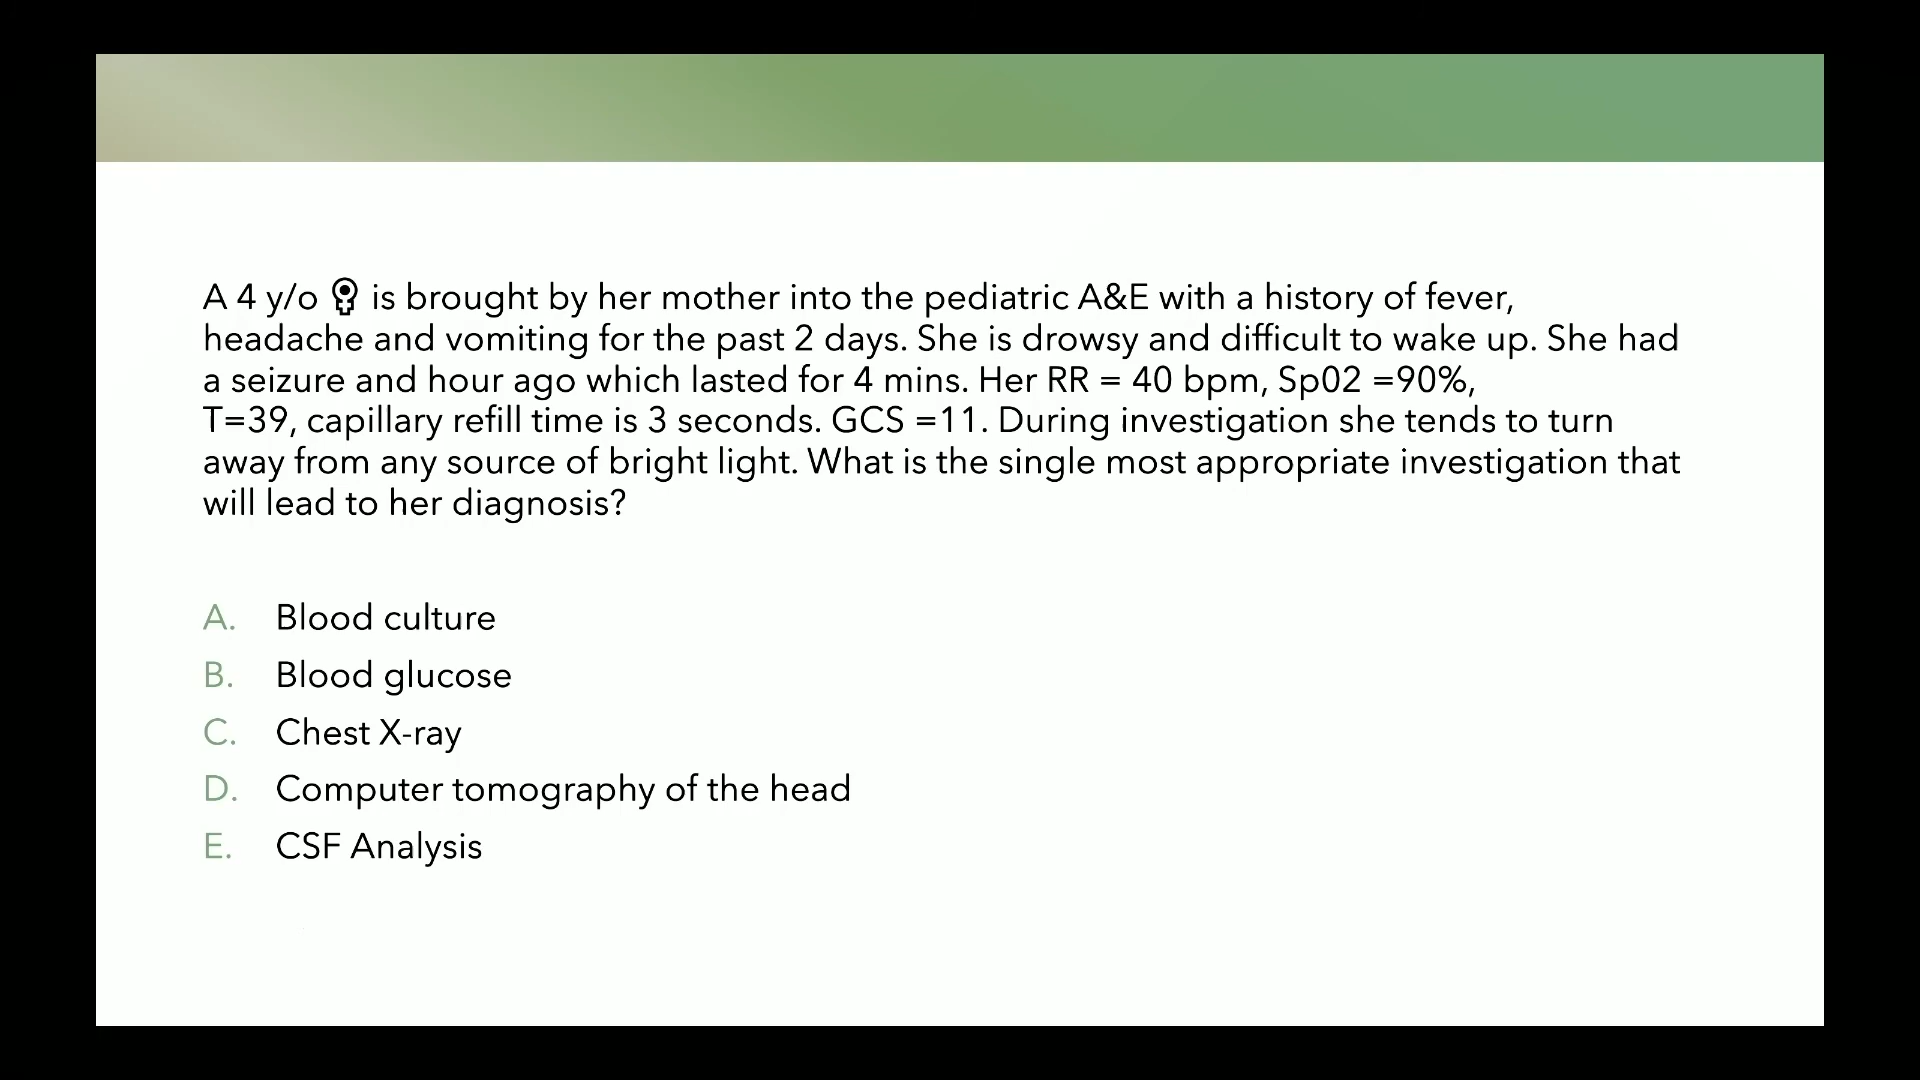 A 4 y/o ♀ is brought by her mother into the pediatric A&E with a history of fever,
headache and vomiting for the past 2 days. She is drowsy and difficult to wake up. She had
a seizure and hour ago which lasted for 4 mins. Her RR = 40 bpm, Sp02 =90%,
T=39, capillary refill time is 3 seconds. GCS =11. During investigation she tends to turn
away from any source of bright light. What is the single most appropriate investigation that
will lead to her diagnosis?
A. Blood culture
B. Blood glucose
C. Chest X-ray
D. Computer tomography of the head
E. CSF Analysis